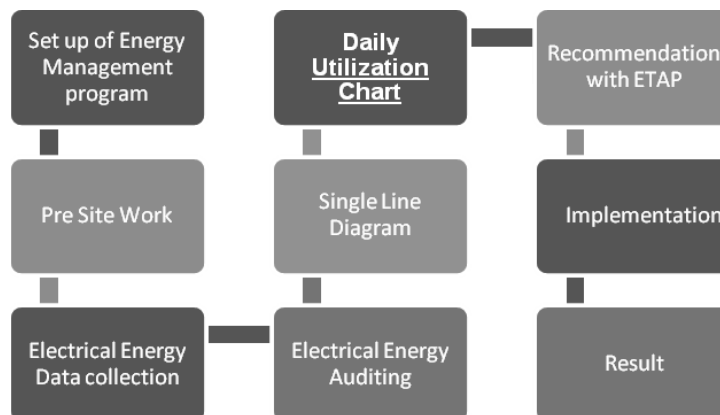 Set up of Energy
Management
program
Pre Site Work
Electrical Energy
Data collection
Electrical Energy
Auditing
Single Line
Diagram
Daily
Utilization
Chart
Recommendation
with ETAP
Implementation
Result